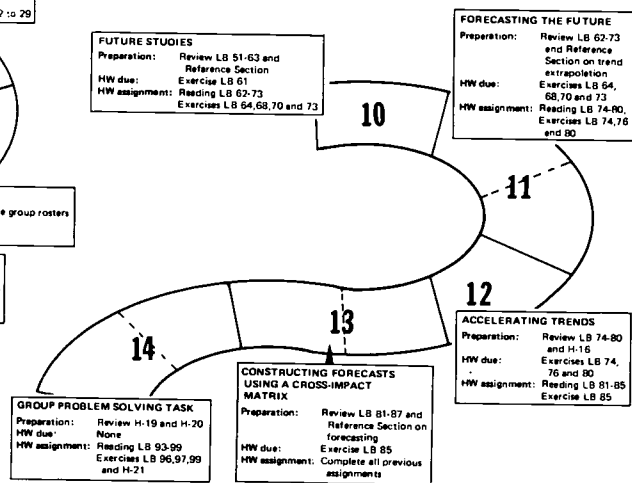 to 29
FUTURE STUDIES
Preparation: Review LB 51-63 and
Reference Section
HW due: Exercise LB 61
HW assignment: Reading LB 62-73
Exercises LB 64,68,70 and 73
FORECASTING THE FUTURE
Preparation: Review LB 62-73
and Reference
Section on trend
extrapoletion
HW due: Exercises LB 64,
68,70 and 73
HW assignment: Reading LB 74-80,
Exercises LB 74,76
and 80
10
11
e group rosters
12
ACCELERATING TRENDS
Preparation: Review LB 74-80
and H-16
HW due: Exercises LB 74,
76 and 80
HW assignment: Reading LB 81-85
Exercise LB 85
13
CONSTRUCTING FORECASTS
USING A CROSS-IMPACT
MATRIX
Preparation: Review LB 81-87 and
Reference Section on
forecasting
HW due: Exercise LB 85
HW assignment: Complete all previous
assignments
14
GROUP PROBLEM SOLVING TASK
Preparation: Review H-19 and H-20
HW due: None
HW assignment: Reading LB 93-99
Exercises LB 96,97,99
and H-21